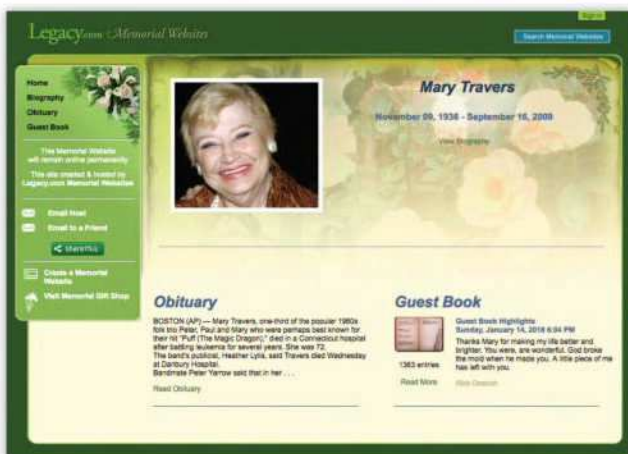 Sign In
Legacy.com Memorial Websites
Search Memorial Websites
Home
Biography
Obituary
Guest Book
This Memorial Website
will remain online permanently
This site created & hosted by
Legacy.com Memorial Websites
Email Host
Email to a Friend
ShareThis
Create a Memorial
Website
Visit Memorial Gift Shop
Mary Travers
November 09, 1936 - September 16, 2009
View Biography
Obituary
BOSTON (AP) — Mary Travers, one-third of the popular 1960s
folk trio Peter, Paul and Mary who were perhaps best known for
their hit "Puff (The Magic Dragon)," died in a Connecticut hospital
after battling leukemia for several years. She was 72.
The band's publicist, Heather Lylis, said Travers died Wednesday
at Danbury Hospital.
Bandmate Peter Yarrow said that in her . . .
Read Obituary
Guest Book
Guest Book Highlights
Sunday, January 14, 2018 6:04 PM
Thanks Mary for making my life better and
brighter. You were, are wonderful. God broke
the mold when he made you. A little piece of me
has left with you.
1363 entries
Read More